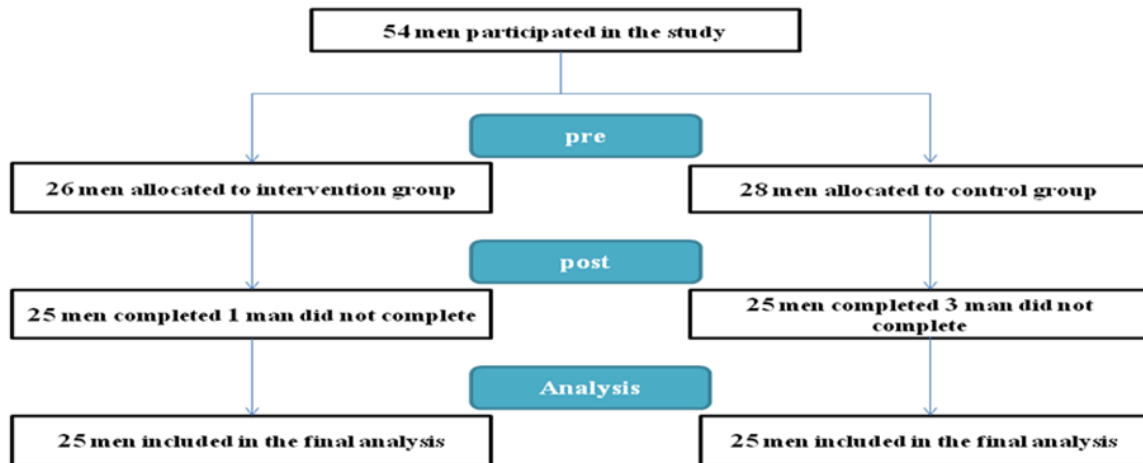 54 men participated in the study
pre
26 men allocated to intervention group
28 men allocated to control group
post
25 men completed 1 man did not complete
25 men completed 3 man did not
complete
Analysis
25 men included in the final analysis
25 men included in the final analysis